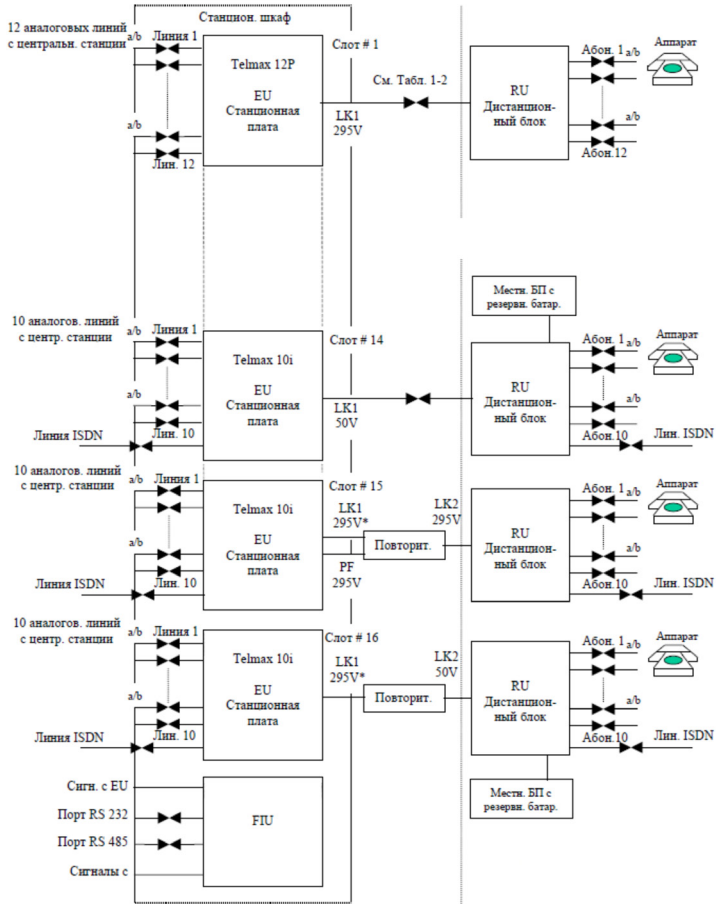 Станцион. шкаф
12 аналоговых линий
с центральн. станции
Линия 1
a/b
a/b
Лин. 12
Telmax 12P
EU
Станционная
плата
Слот # 1
LK1
295V
См. Табл. 1-2
RU
Дистанцион-
ный блок
Абон. 1
a/b
a/b
Абон.12
Аппарат
Местн. БП с
резервн. батар.
10 аналогов. линий
с центр. станции
a/b
Линия 1
a/b
Линия ISDN
Лин. 10
Telmax 10i
EU
Станционная
плата
Слот # 14
LK1
50V
RU
Дистанцион-
ный блок
Абон. 1
a/b
a/b
Абон.10
Лин. ISDN
Аппарат
10 аналогов. линий
с центр. станции
a/b
Линия 1
a/b
Линия ISDN
Лин. 10
Telmax 10i
EU
Станционная
плата
Слот # 15
LK1
295V*
PF
295V
Повторит.
LK2
295V
RU
Дистанцион-
ный блок
Абон. 1
a/b
a/b
Абон.10
Лин. ISDN
Аппарат
10 аналогов. линий
с центр. станции
a/b
Линия 1
a/b
Линия ISDN
Лин. 10
Telmax 10i
EU
Станционная
плата
Слот # 16
LK1
295V*
Повторит.
LK2
50V
RU
Дистанцион-
ный блок
Абон. 1
a/b
a/b
Абон.10
Лин. ISDN
Аппарат
Местн. БП с
резервн. батар.
Сигн. с EU
Порт RS 232
Порт RS 485
Сигналы с
FIU